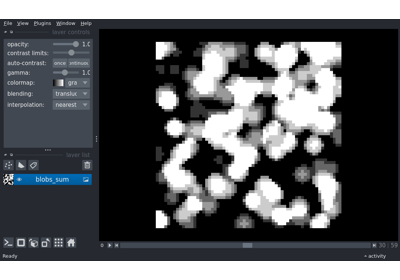 File View Plugins Window Help
layer controls
opacity: 1.0
contrast limits:
auto-contrast: once
gamma: 1.0
colormap: gra
blending: translu
interpolation: nearest
layer list
blobs_sum
0 30 59
Ready activity